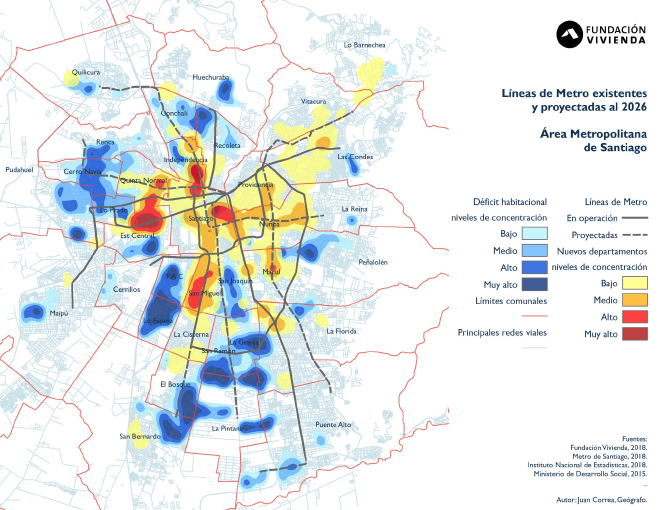 FUNDACIÓN
VIVIENDA
Líneas de Metro existentes
y proyectadas al 2026
Área Metropolitana
de Santiago
Lo Barnechea
Quilicura
Huechuraba
Vitacura
Conchalí
Renca
Recoleta
Independencia
Las Condes
Pudahuel
Cerro Navia
Quinta Normal
Providencia
Lo Prado
Santiago
La Reina
Ñuñoa
Est Central
Peñalolén
Macul
P.A.C
San Joaquín
Cerrillos
San Miguel
Maipú
Lo Espejo
La Cisterna
La Florida
La Granja
San Ramón
El Bosque
Puente Alto
La Pintana
San Bernardo
Déficit habitacional
niveles de concentración
Bajo
Medio
Alto
Muy alto
Límites comunales
Principales redes viales
Líneas de Metro
En operación
Proyectadas
Nuevos departamentos
niveles de concentración
Bajo
Medio
Alto
Muy alto
Fuentes:
Fundación Vivienda, 2018.
Metro de Santiago, 2018.
Instituto Nacional de Estadísticas, 2018.
Ministerio de Desarrollo Social, 2015.
Autor: Juan Correa, Geógrafo.